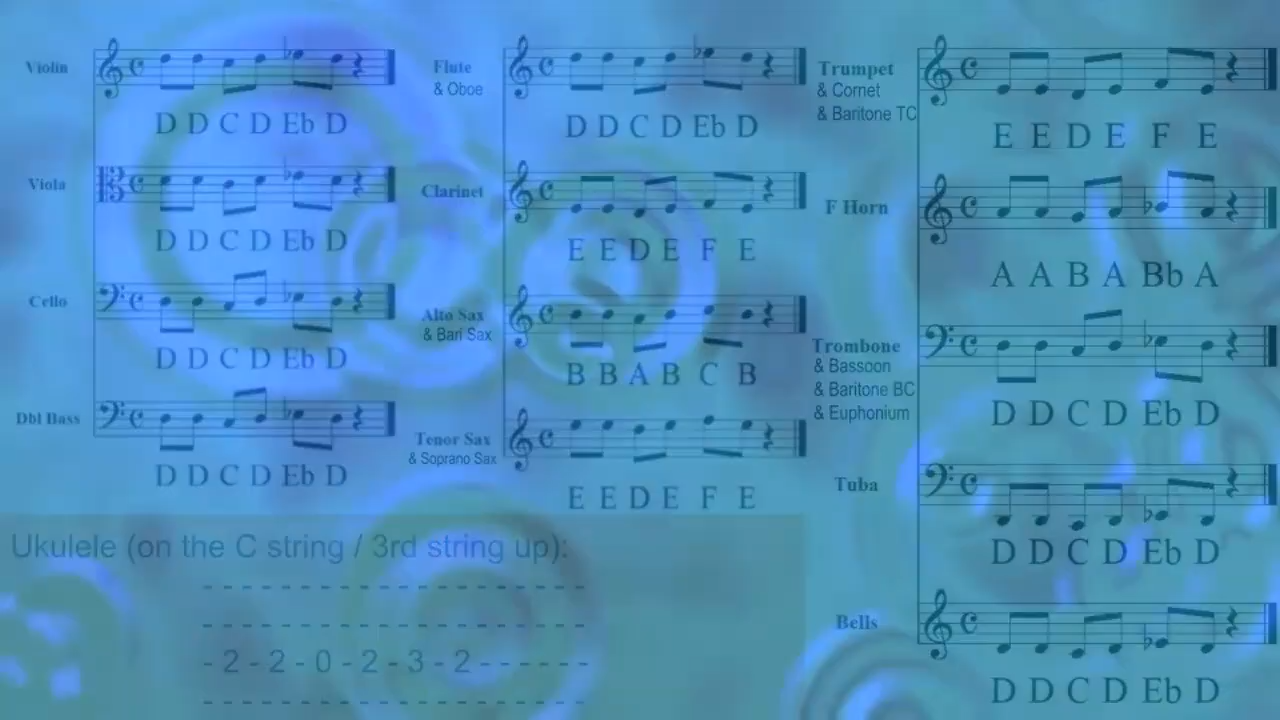 Violin
D D C D Eb D
Viola
D D C D Eb D
Cello
D D C D Eb D
Dbl Bass
D D C D Eb D
Flute
& Oboe
D D C D Eb D
Clarinet
E E D E F E
Alto Sax
& Bari Sax
B B A B C B
Tenor Sax
& Soprano Sax
E E D E F E
Trumpet
& Cornet
& Baritone TC
E E D E F E
F Horn
A A B A Bb A
Trombone
& Bassoon
& Baritone BC
& Euphonium
D D C D Eb D
Tuba
D D C D Eb D
Bells
D D C D Eb D
Ukulele (on the C string / 3rd string up):
- - - - - - - - - - - - - - - - -
- - - - - - - - - - - - - - - - -
- 2 - 2 - 0 - 2 - 3 - 2 - - - - - -
- - - - - - - - - - - - - - - - -